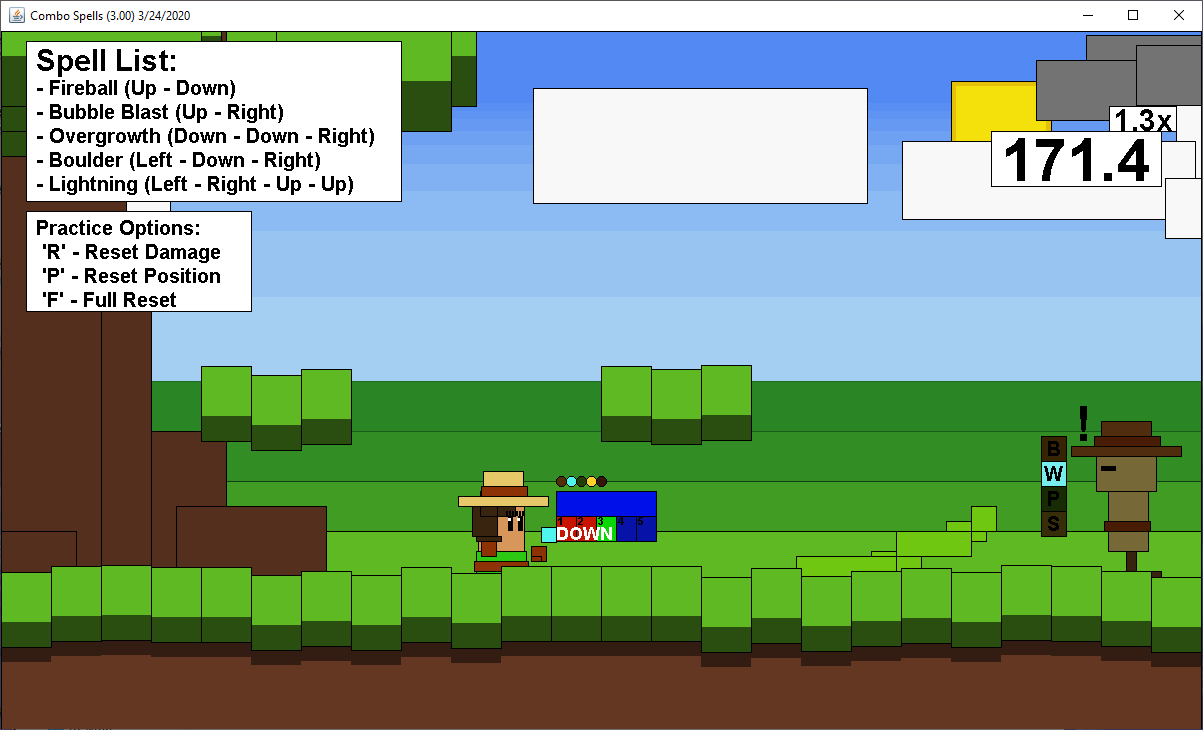 Combo Spells (3.00) 3/24/2020
Spell List:
- Fireball (Up - Down)
- Bubble Blast (Up - Right)
- Overgrowth (Down - Down - Right)
- Boulder (Left - Down - Right)
- Lightning (Left - Right - Up - Up)
Practice Options:
'R' - Reset Damage
'P' - Reset Position
'F' - Full Reset
1.3x
171.4
!
B
W
P
S
1 2 3 4 5
DOWN